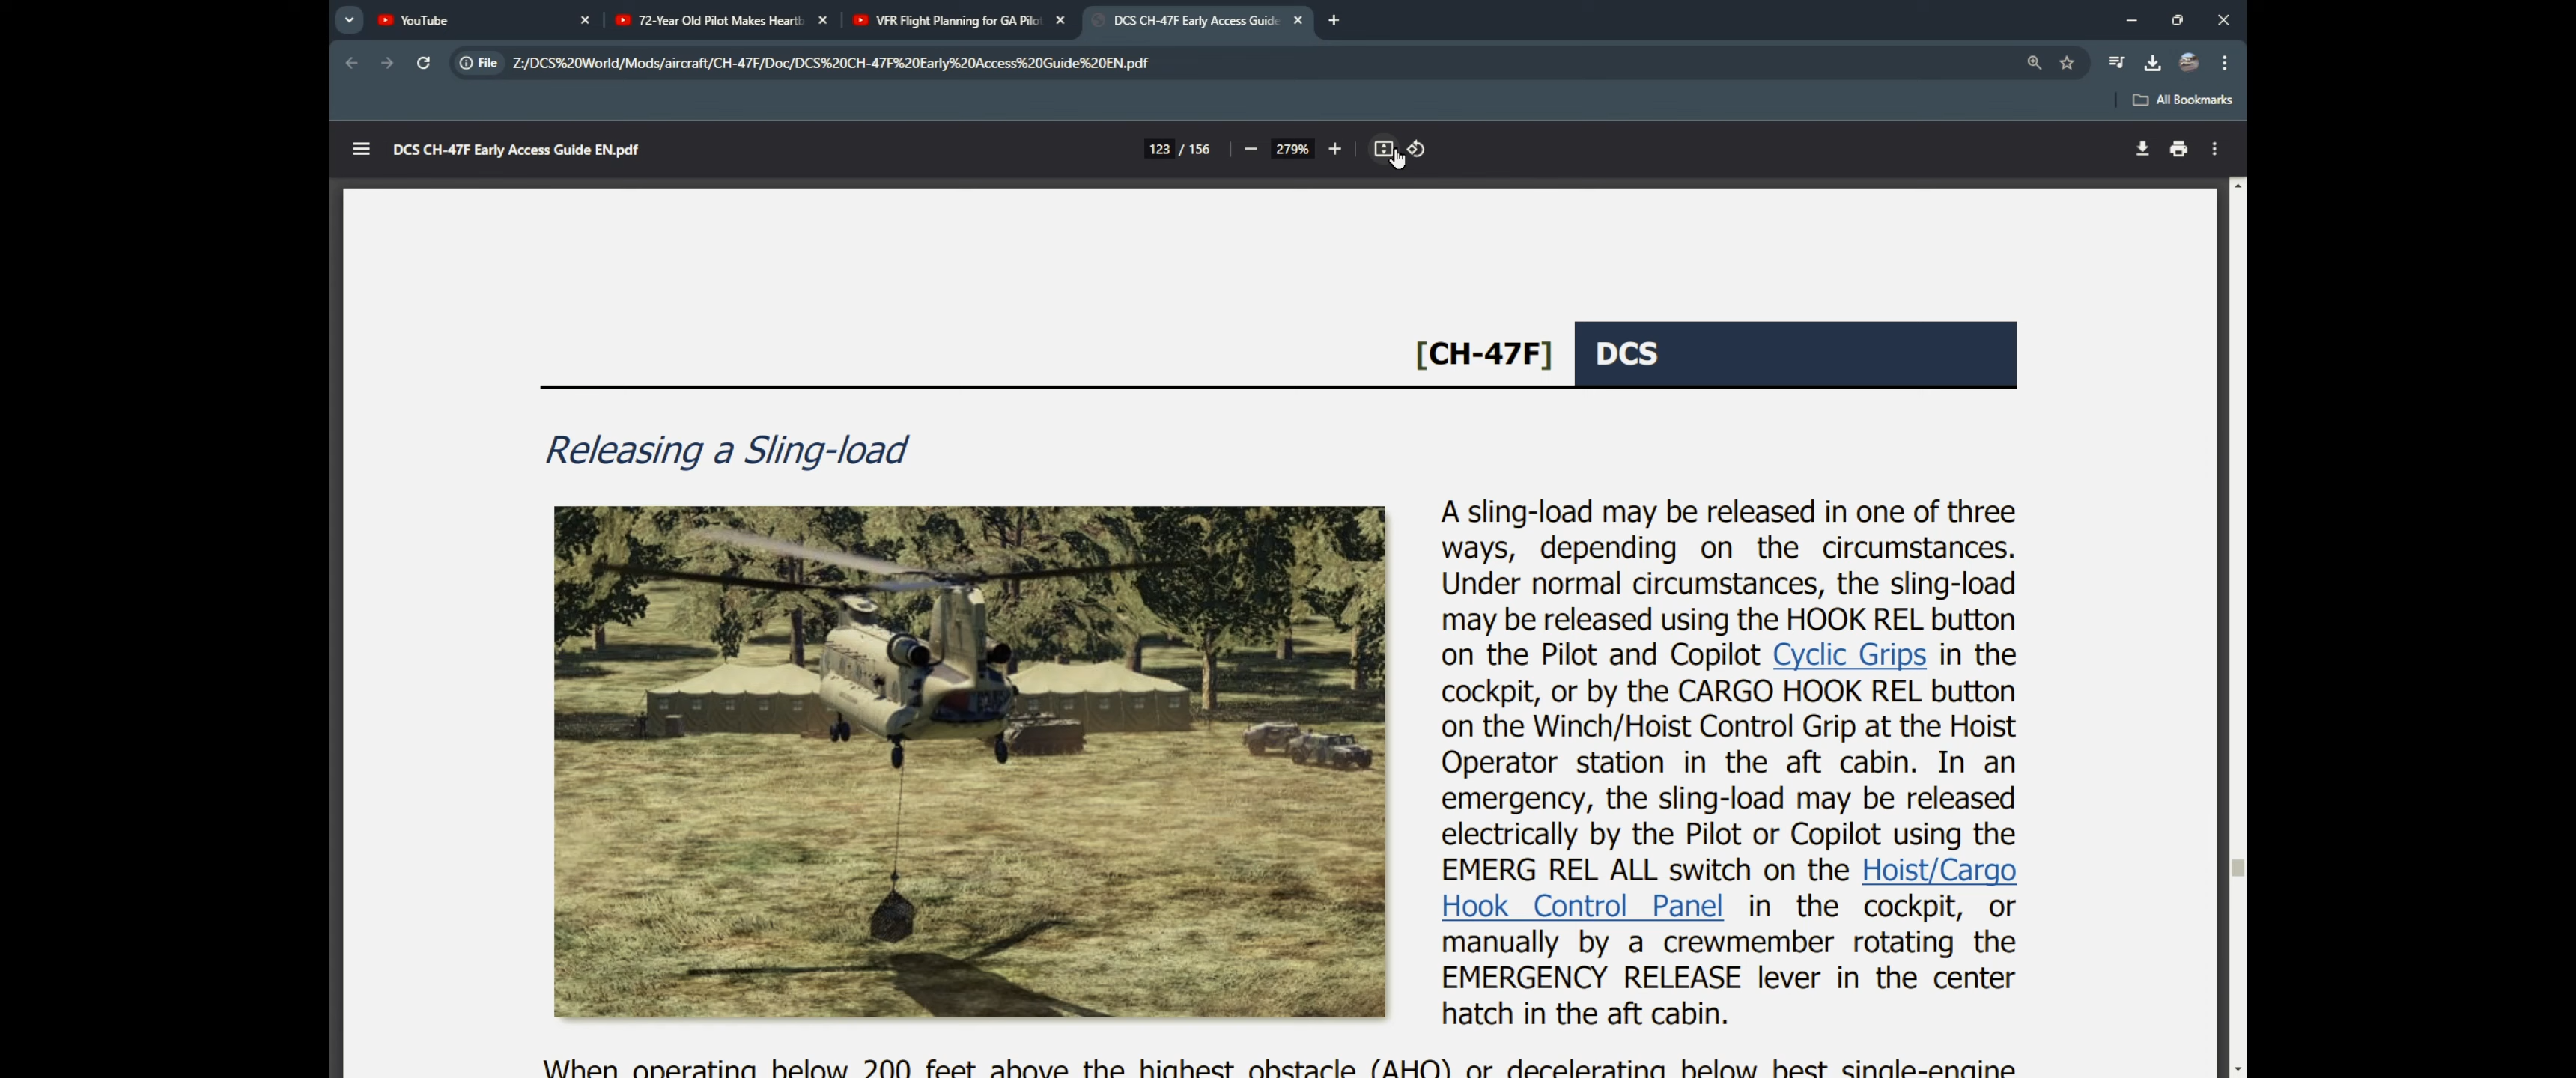 YouTube
72-Year Old Pilot Makes Heartb
VFR Flight Planning for GA Pilot
DCS CH-47F Early Access Guide
File
Z:/DCS%20World/Mods/aircraft/CH-47F/Doc/DCS%20CH-47F%20Early%20Access%20Guide%20EN.pdf
All Bookmarks
DCS CH-47F Early Access Guide EN.pdf
123 / 156
279%
[CH-47F] DCS
Releasing a Sling-load
A sling-load may be released in one of three
ways, depending on the circumstances.
Under normal circumstances, the sling-load
may be released using the HOOK REL button
on the Pilot and Copilot Cyclic Grips in the
cockpit, or by the CARGO HOOK REL button
on the Winch/Hoist Control Grip at the Hoist
Operator station in the aft cabin. In an
emergency, the sling-load may be released
electrically by the Pilot or Copilot using the
EMERG REL ALL switch on the Hoist/Cargo
Hook Control Panel in the cockpit, or
manually by a crewmember rotating the
EMERGENCY RELEASE lever in the center
hatch in the aft cabin.
When operating below 200 feet above the highest obstacle (AHO) or decelerating below best single-engine